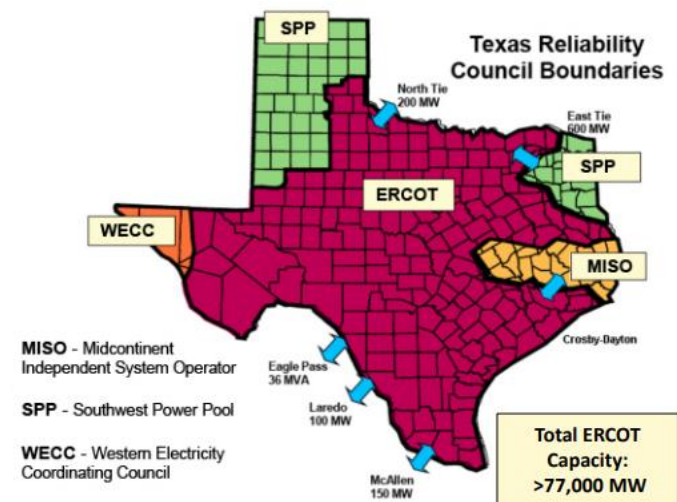 SPP
Texas Reliability
Council Boundaries
North Tie
200 MW
East Tie
600 MW
SPP
ERCOT
WECC
MISO
Crosby-Dayton
MISO - Midcontinent
Independent System Operator
Eagle Pass
36 MVA
SPP - Southwest Power Pool
Laredo
100 MW
WECC - Western Electricity
Coordinating Council
McAllen
150 MW
Total ERCOT
Capacity:
>77,000 MW